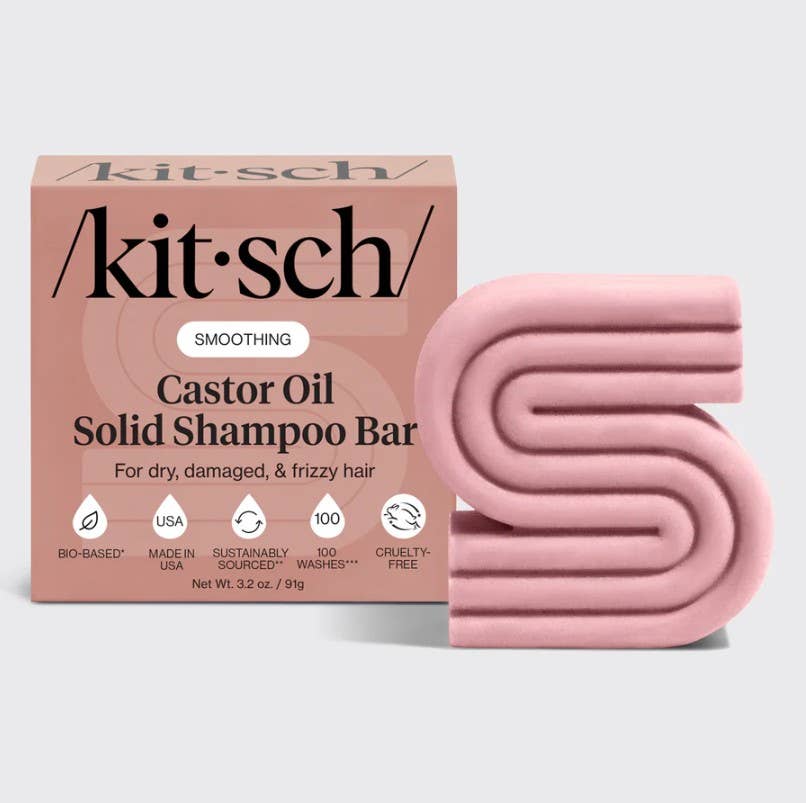 /kit·sch/
/kit·sch/
SMOOTHING
Castor Oil
Solid Shampoo Bar
For dry, damaged, & frizzy hair
USA
100
BIO-BASED*
MADE IN
USA
SUSTAINABLY
SOURCED**
100
WASHES***
CRUELTY-
FREE
Net Wt. 3.2 oz. / 91g